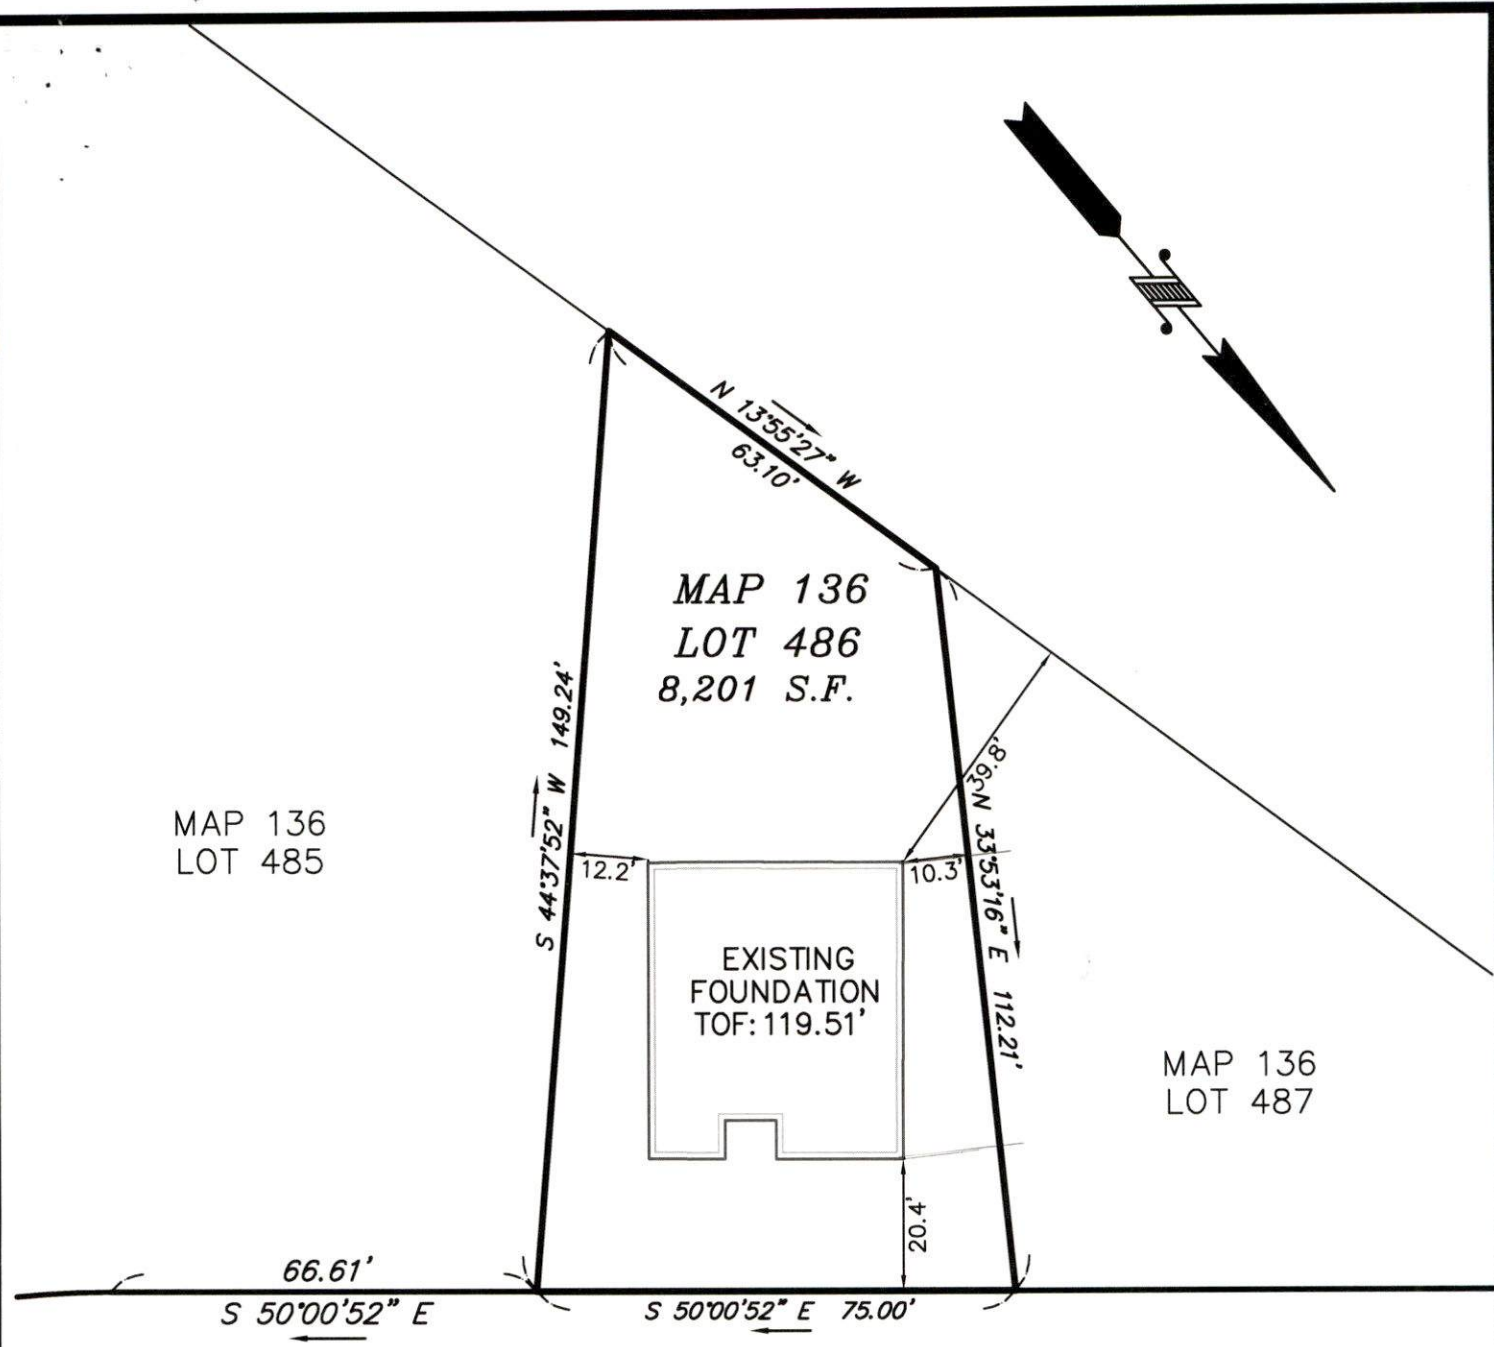 N 13°55'27" W
63.10'
MAP 136
LOT 486
8,201 S.F.
S 44°37'52" W 149.24'
39.8'
N 33°53'16" E 112.21'
MAP 136
LOT 485
12.2'
10.3'
EXISTING
FOUNDATION
TOF: 119.51'
MAP 136
LOT 487
20.4'
66.61'
S 50°00'52" E
S 50°00'52" E 75.00'